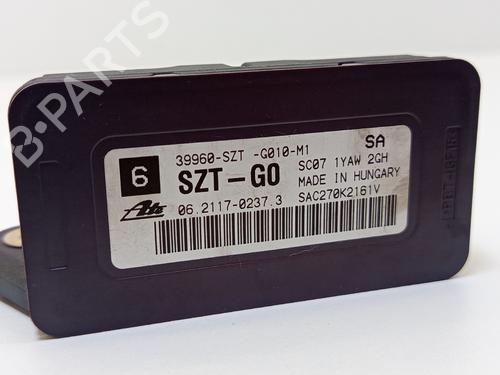 39960-SZT -G010-M1 SA
6 SZT-G0 SC07 1YAW 2GH
MADE IN HUNGARY
Ate 06.2117-0237.3 SAC270K2161V
B-PARTS